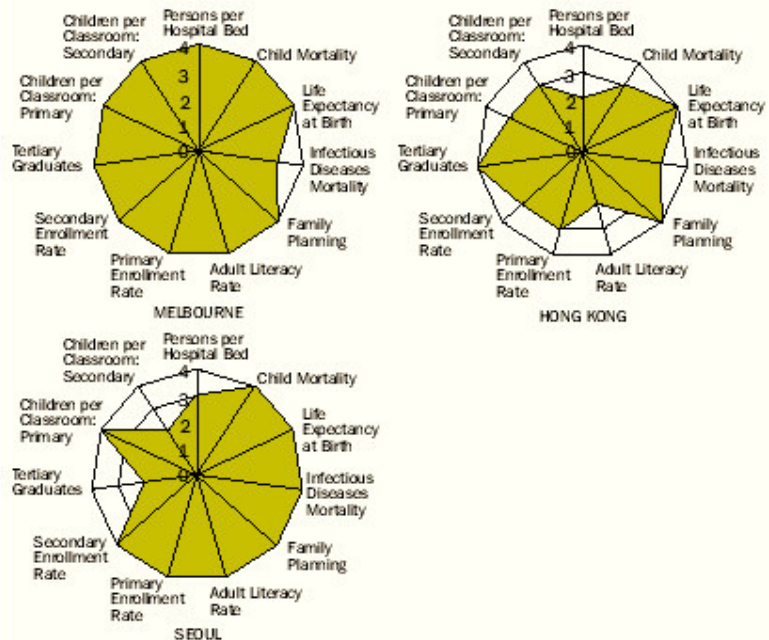 Persons per
Hospital Bed
Child Mortality
Life
Expectancy
at Birth
Infectious
Diseases
Mortality
Family
Planning
Adult Literacy
Rate
Primary
Enrollment
Rate
Secondary
Enrollment
Rate
Tertiary
Graduates
Children per
Classroom:
Primary
Children per
Classroom:
Secondary
4
3
2
1
0
MELBOURNE
Persons per
Hospital Bed
Child Mortality
Life
Expectancy
at Birth
Infectious
Diseases
Mortality
Family
Planning
Adult Literacy
Rate
Primary
Enrollment
Rate
Secondary
Enrollment
Rate
Tertiary
Graduates
Children per
Classroom:
Primary
Children per
Classroom:
Secondary
4
3
2
1
0
HONG KONG
Persons per
Hospital Bed
Child Mortality
Life
Expectancy
at Birth
Infectious
Diseases
Mortality
Family
Planning
Adult Literacy
Rate
Primary
Enrollment
Rate
Secondary
Enrollment
Rate
Tertiary
Graduates
Children per
Classroom:
Primary
Children per
Classroom:
Secondary
4
3
2
1
0
SEOUL